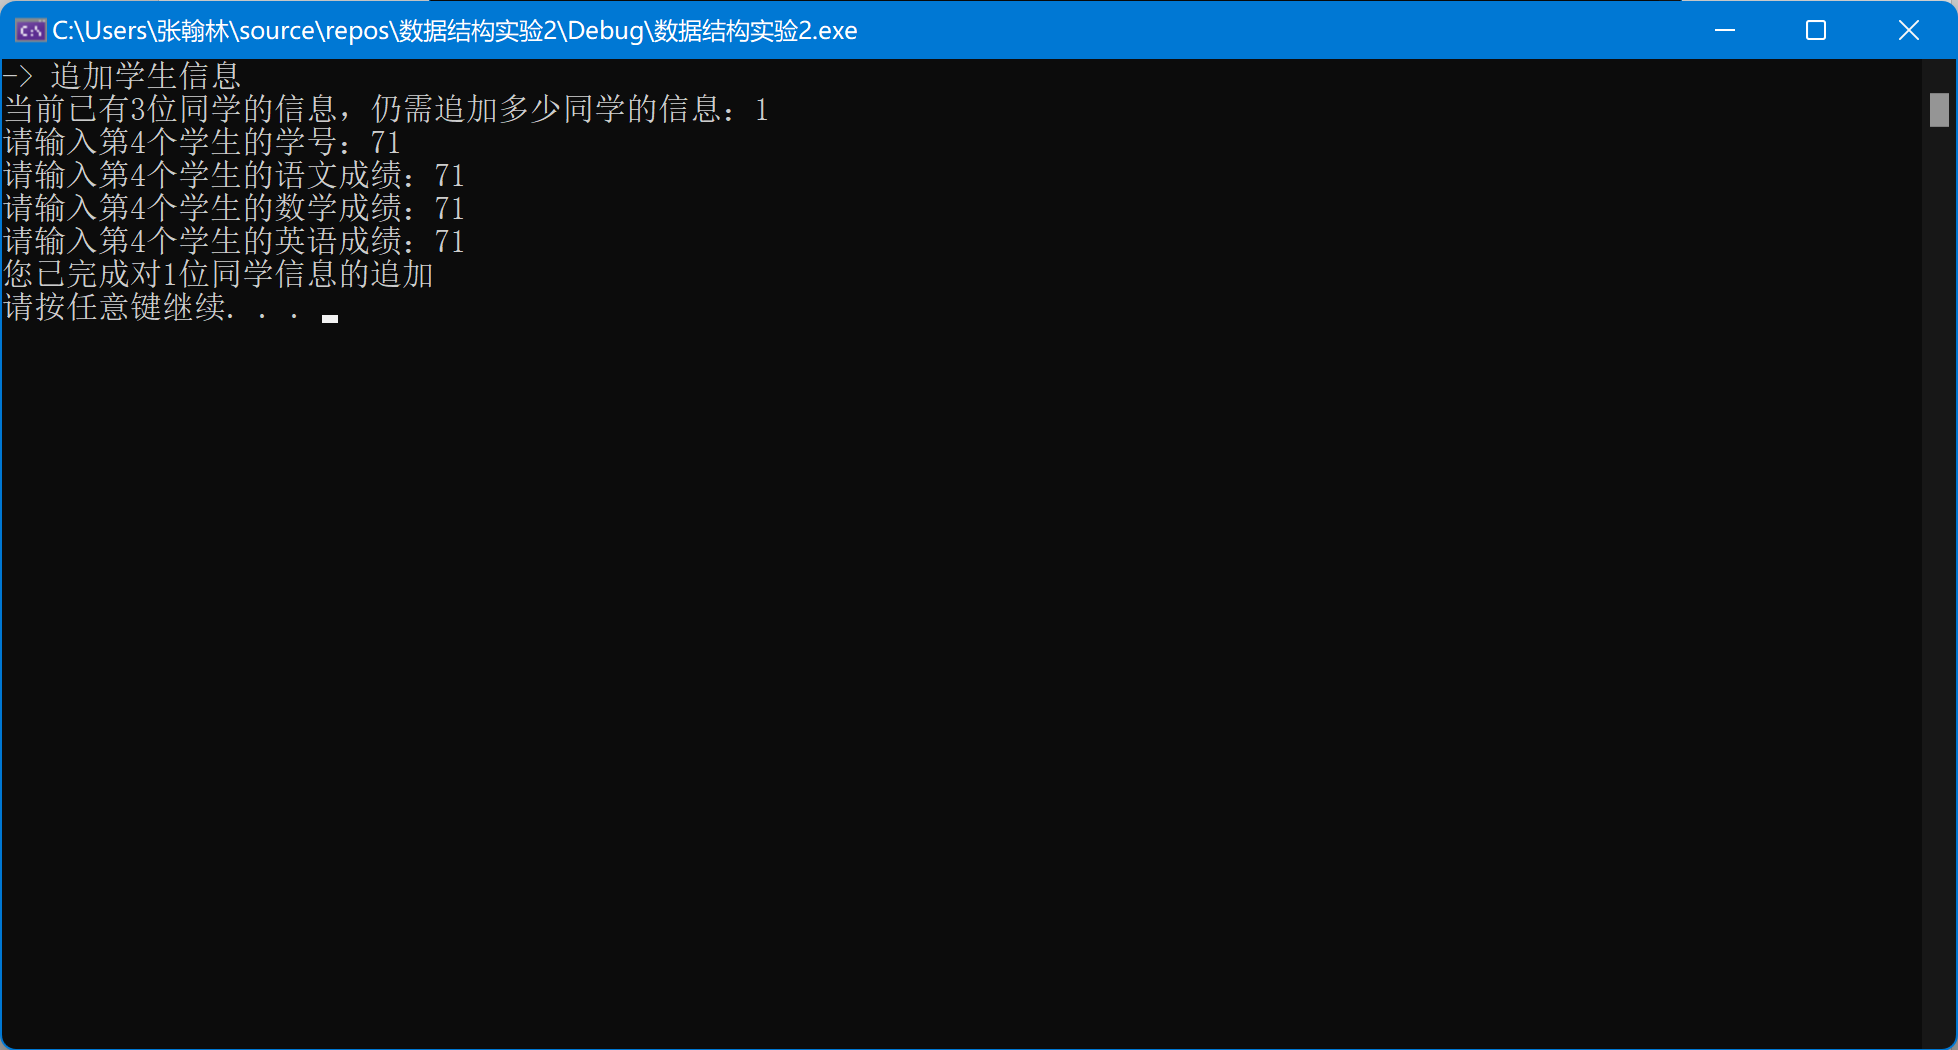 C:\Users\张翰林\source\repos\数据结构实验2\Debug\数据结构实验2.exe
-> 追加学生信息
当前已有3位同学的信息，仍需追加多少同学的信息：1
请输入第4个学生的学号：71
请输入第4个学生的语文成绩：71
请输入第4个学生的数学成绩：71
请输入第4个学生的英语成绩：71
您已完成对1位同学信息的追加
请按任意键继续. . .